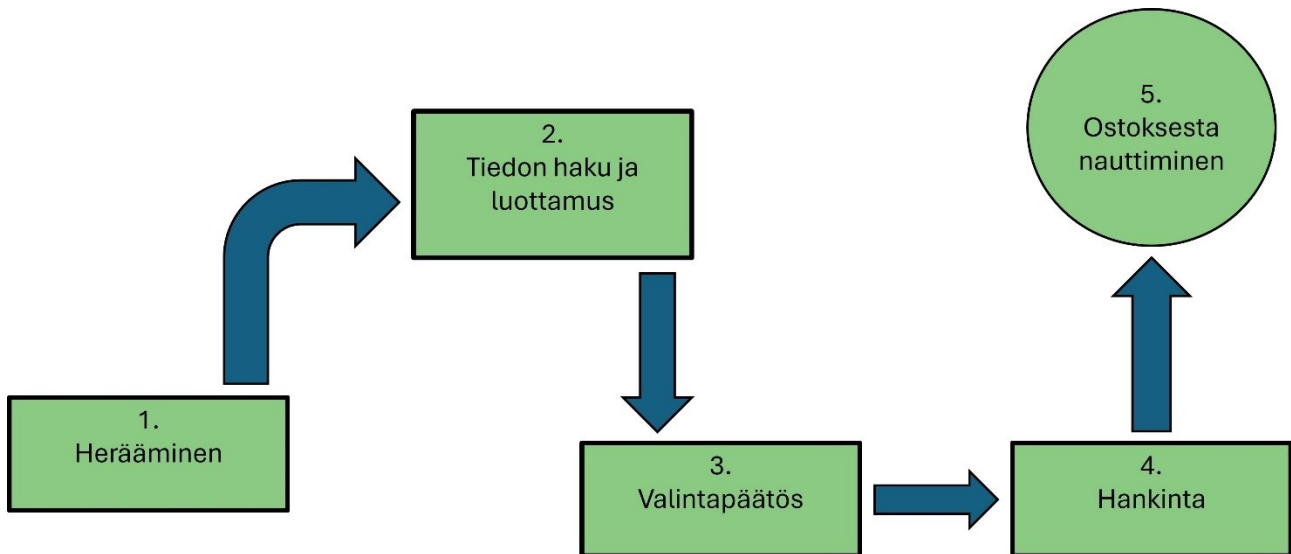 1.
Herääminen
2.
Tiedon haku ja
luottamus
3.
Valintapäätös
4.
Hankinta
5.
Ostoksesta
nauttiminen